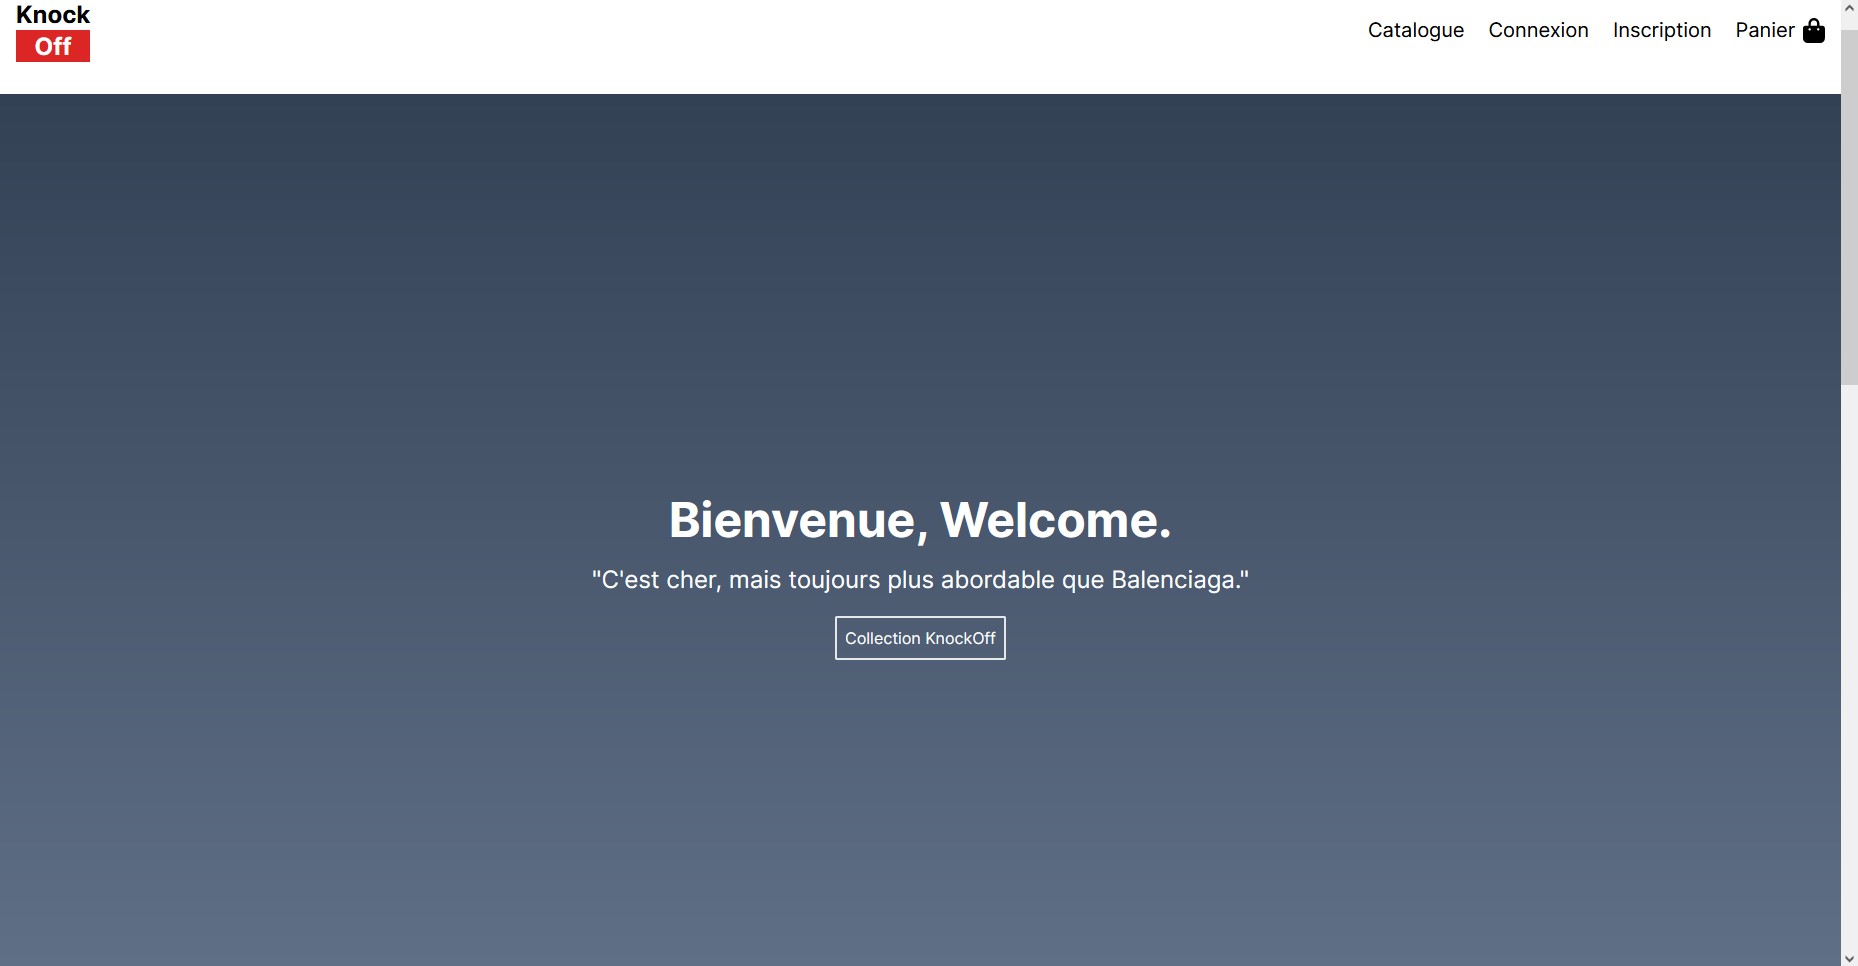 Knock
Off
Catalogue Connexion Inscription Panier
Bienvenue, Welcome.
"C'est cher, mais toujours plus abordable que Balenciaga."
Collection KnockOff